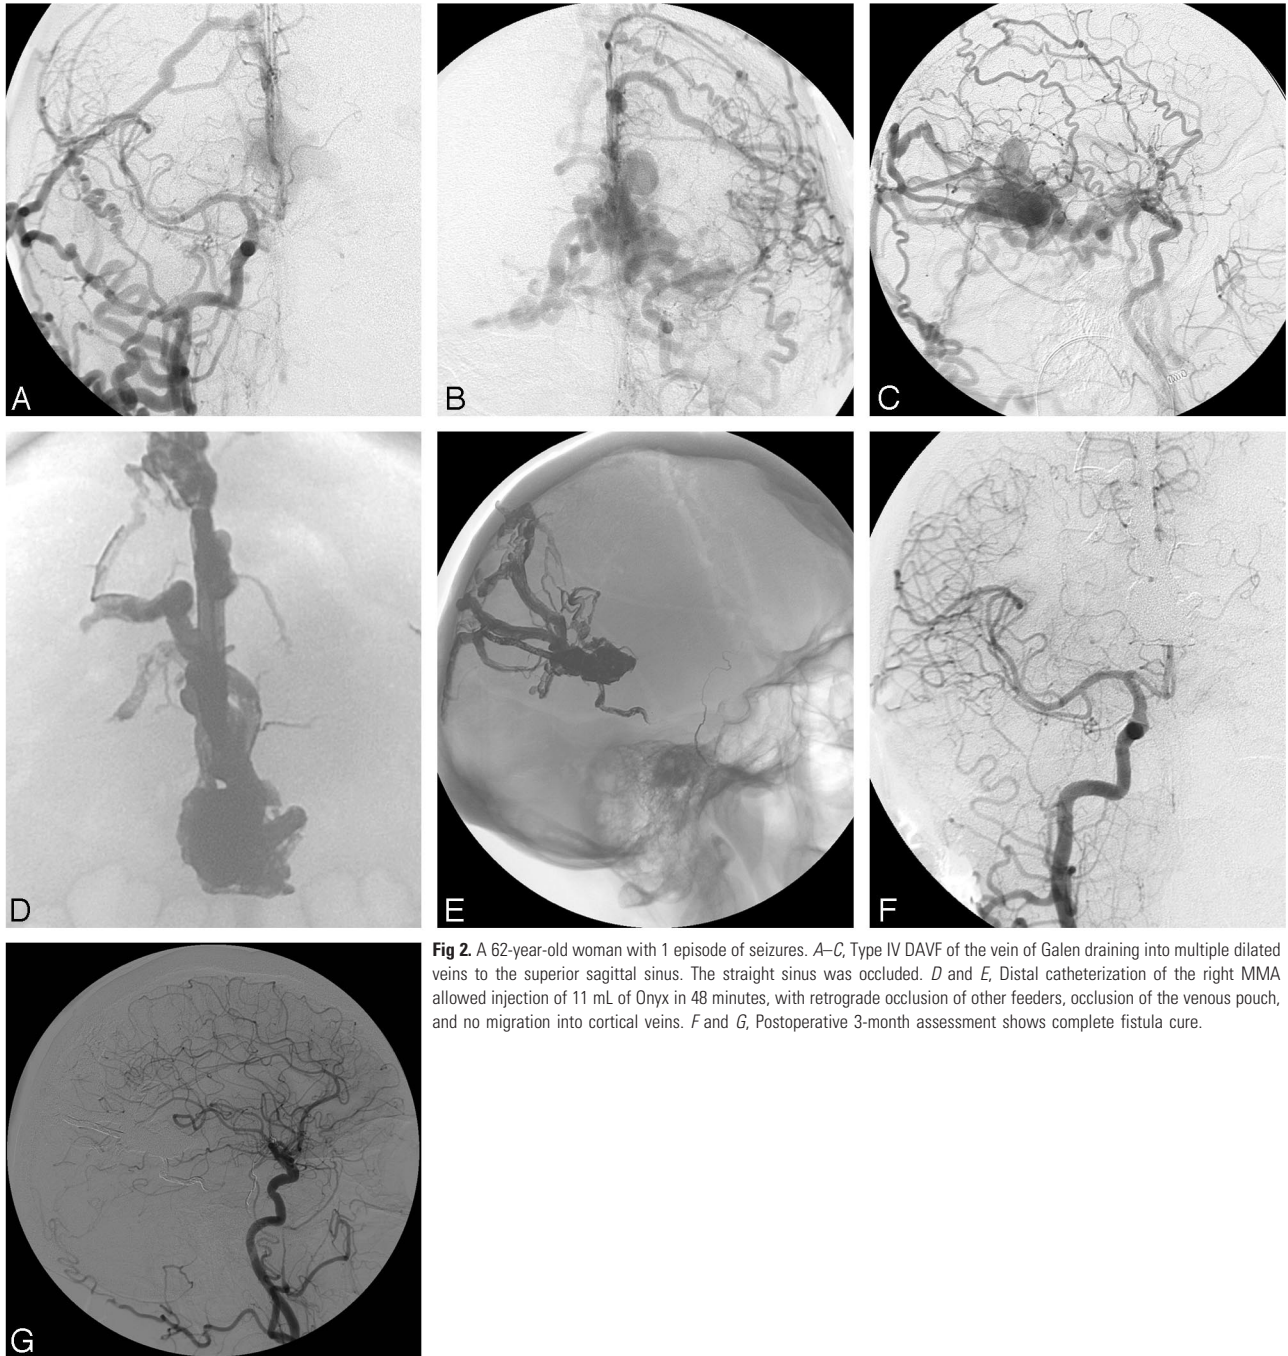 A
B
C
D
E
F
Fig 2. A 62-year-old woman with 1 episode of seizures. A–C, Type IV DAVF of the vein of Galen draining into multiple dilated
veins to the superior sagittal sinus. The straight sinus was occluded. D and E, Distal catheterization of the right MMA
allowed injection of 11 mL of Onyx in 48 minutes, with retrograde occlusion of other feeders, occlusion of the venous pouch,
and no migration into cortical veins. F and G, Postoperative 3-month assessment shows complete fistula cure.
G